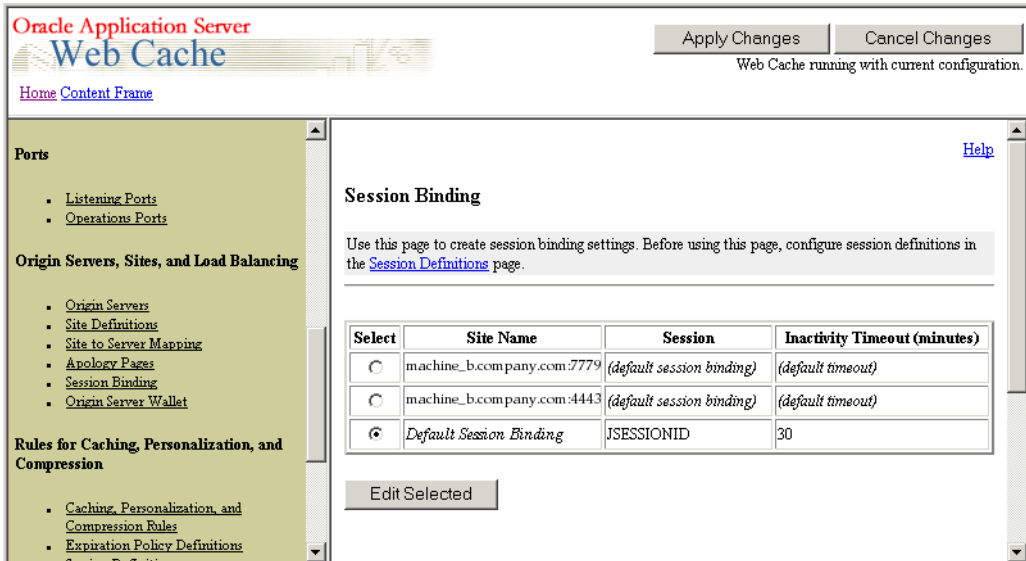 Oracle Application Server
Web Cache
Apply Changes
Cancel Changes
Web Cache running with current configuration.
Home Content Frame
Ports
Listening Ports
Operations Ports
Origin Servers, Sites, and Load Balancing
Origin Servers
Site Definitions
Site to Server Mapping
Apology Pages
Session Binding
Origin Server Wallet
Rules for Caching, Personalization, and
Compression
Caching, Personalization, and
Compression Rules
Expiration Policy Definitions
Help
Session Binding
Use this page to create session binding settings. Before using this page, configure session definitions in
the Session Definitions page.
Select Site Name Session Inactivity Timeout (minutes)
machine_b.company.com:7779 (default session binding) (default timeout)
machine_b.company.com:4443 (default session binding) (default timeout)
Default Session Binding JSESSIONID 30
Edit Selected